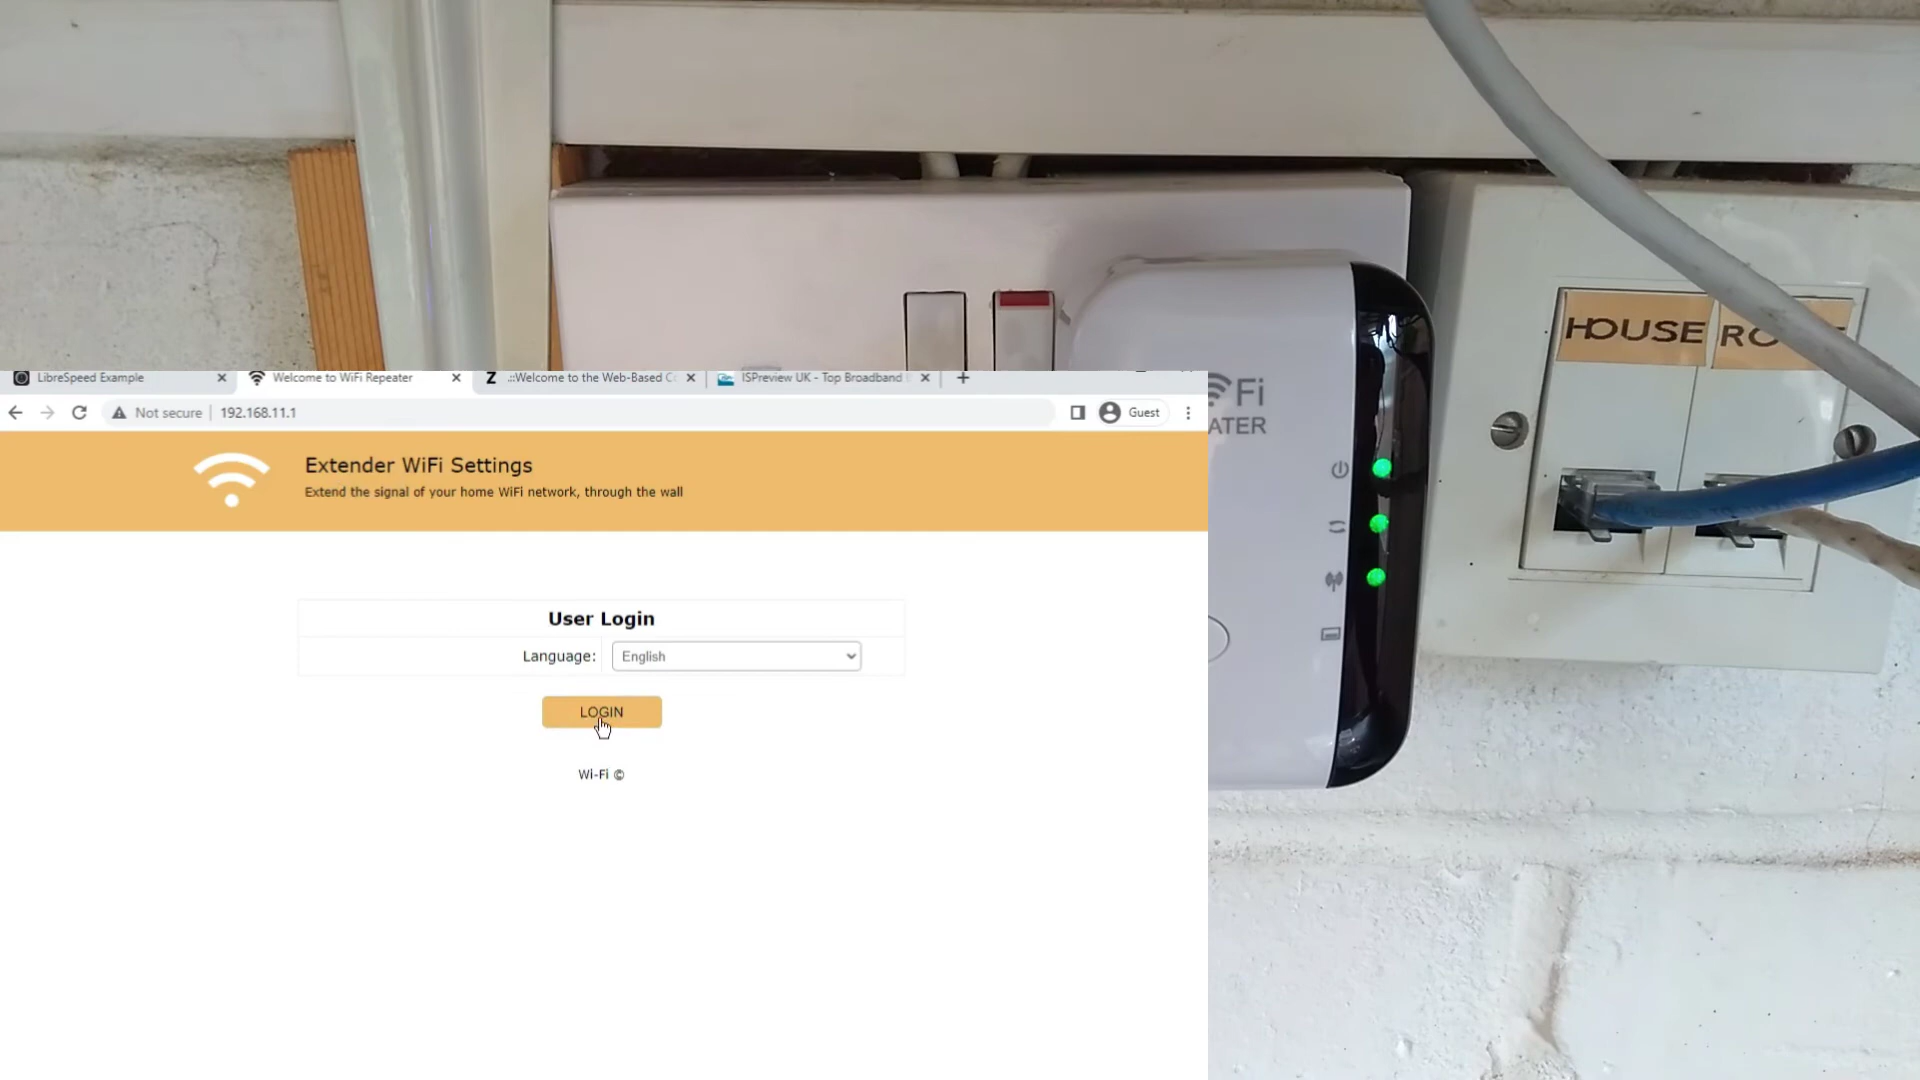 HOUSE
LibreSpeed Example
Welcome to WiFi Repeater
Z .::Welcome to the Web-Based
ISPreview UK - Top Broadband
Not secure
192.168.11.1
Guest
Fi
ATER
Extender WiFi Settings
Extend the signal of your home WiFi network, through the wall
User Login
Language: English
LOGIN
Wi-Fi ©